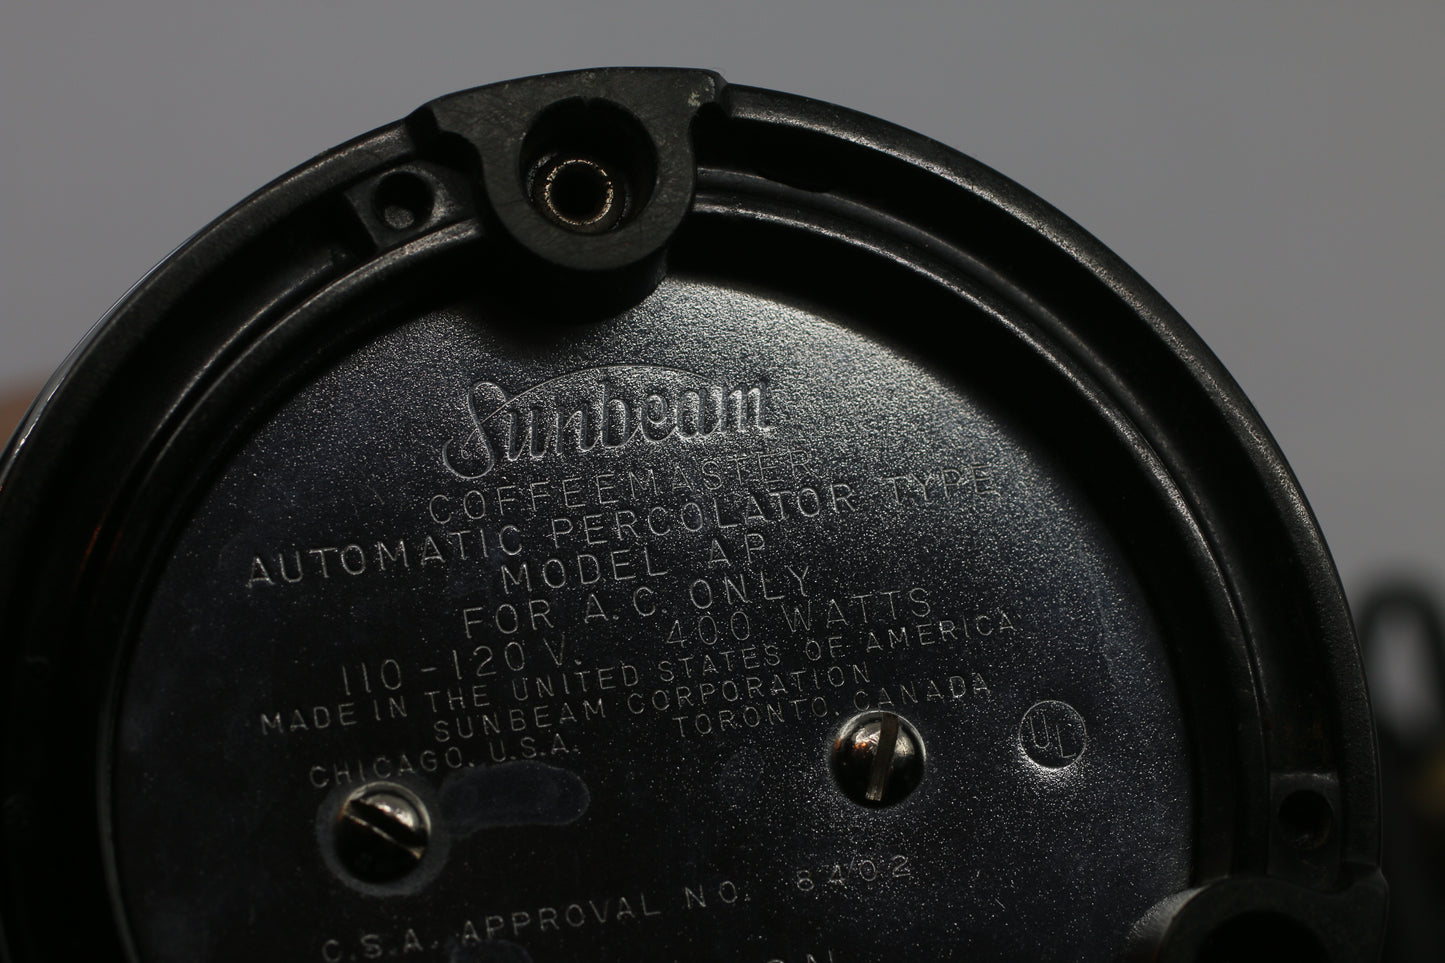 Sunbeam
COFFEEMASTER
AUTOMATIC PERCOLATOR TYPE
MODEL AP
FOR A.C. ONLY
110-120 V. 400 WATTS
MADE IN THE UNITED STATES OF AMERICA
SUNBEAM CORPORATION
CHICAGO, U.S.A. TORONTO, CANADA
UL
C.S.A. APPROVAL NO. 6402